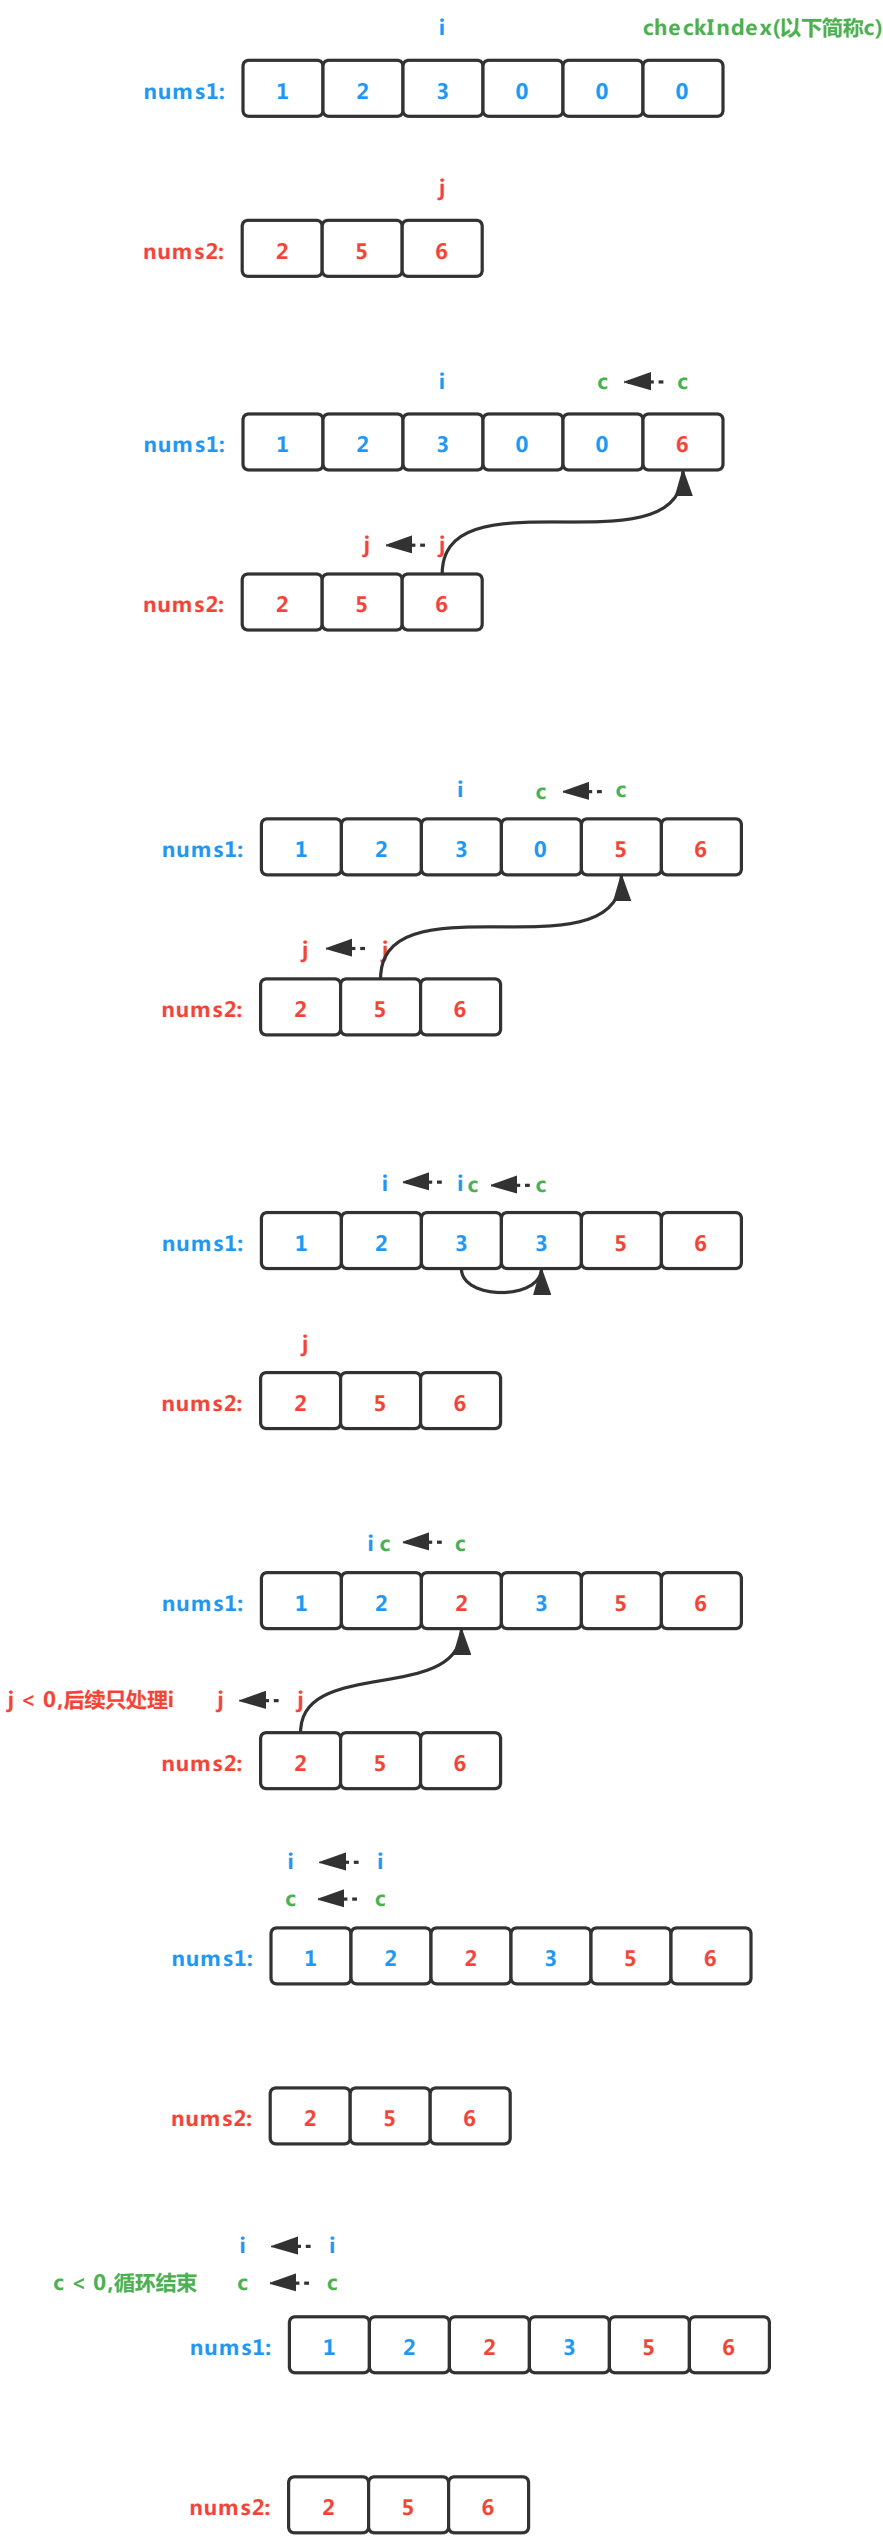 i checkIndex(以下简称c)
nums1: 1 2 3 0 0 0
j
nums2: 2 5 6
i c c
nums1: 1 2 3 0 0 6
j j
nums2: 2 5 6
i c c
nums1: 1 2 3 0 5 6
j j
nums2: 2 5 6
i i c c
nums1: 1 2 3 3 5 6
j
nums2: 2 5 6
i c c
nums1: 1 2 2 3 5 6
j < 0,后续只处理i j j
nums2: 2 5 6
i i
c c
nums1: 1 2 2 3 5 6
nums2: 2 5 6
i i
c < 0,循环结束 c c
nums1: 1 2 2 3 5 6
nums2: 2 5 6